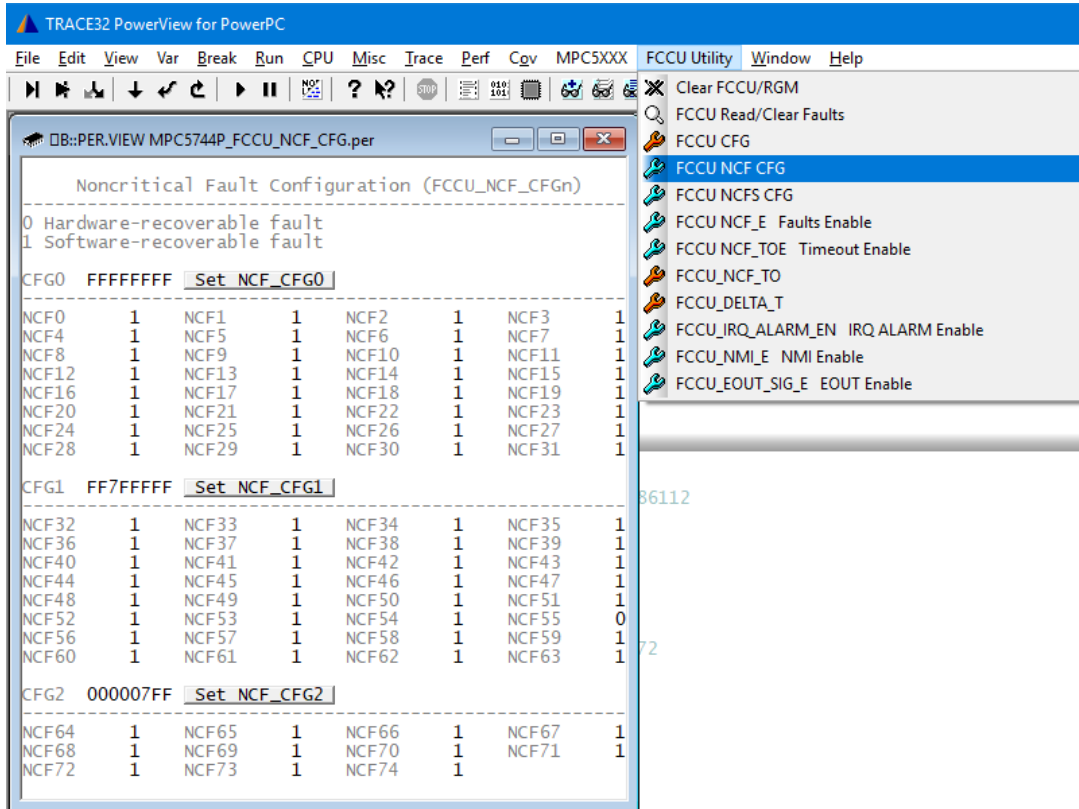 TRACE32 PowerView for PowerPC
File Edit View Var Break Run CPU Misc Trace Perf Cov MPC5XXX FCCU Utility Window Help
Clear FCCU/RGM
FCCU Read/Clear Faults
FCCU CFG
FCCU NCF CFG
FCCU NCFS CFG
FCCU NCF_E Faults Enable
FCCU NCF_TOE Timeout Enable
FCCU_NCF_TO
FCCU_DELTA_T
FCCU_IRQ_ALARM_EN IRQ ALARM Enable
FCCU_NMI_E NMI Enable
FCCU_EOUT_SIG_E EOUT Enable
B::PER.VIEW MPC5744P_FCCU_NCF_CFG.per
Noncritical Fault Configuration (FCCU_NCF_CFGn)
0 Hardware-recoverable fault
1 Software-recoverable fault
CFG0 FFFFFFFF Set NCF_CFG0
NCF0 1 NCF1 1 NCF2 1 NCF3 1
NCF4 1 NCF5 1 NCF6 1 NCF7 1
NCF8 1 NCF9 1 NCF10 1 NCF11 1
NCF12 1 NCF13 1 NCF14 1 NCF15 1
NCF16 1 NCF17 1 NCF18 1 NCF19 1
NCF20 1 NCF21 1 NCF22 1 NCF23 1
NCF24 1 NCF25 1 NCF26 1 NCF27 1
NCF28 1 NCF29 1 NCF30 1 NCF31 1
CFG1 FF7FFFFF Set NCF_CFG1
NCF32 1 NCF33 1 NCF34 1 NCF35 1
NCF36 1 NCF37 1 NCF38 1 NCF39 1
NCF40 1 NCF41 1 NCF42 1 NCF43 1
NCF44 1 NCF45 1 NCF46 1 NCF47 1
NCF48 1 NCF49 1 NCF50 1 NCF51 1
NCF52 1 NCF53 1 NCF54 1 NCF55 0
NCF56 1 NCF57 1 NCF58 1 NCF59 1
NCF60 1 NCF61 1 NCF62 1 NCF63 1
CFG2 000007FF Set NCF_CFG2
NCF64 1 NCF65 1 NCF66 1 NCF67 1
NCF68 1 NCF69 1 NCF70 1 NCF71 1
NCF72 1 NCF73 1 NCF74 1
86112
72